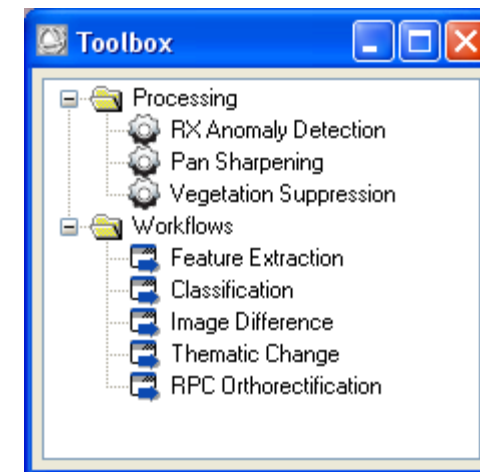 Toolbox
Processing
RX Anomaly Detection
Pan Sharpening
Vegetation Suppression
Workflows
Feature Extraction
Classification
Image Difference
Thematic Change
RPC Orthorectification